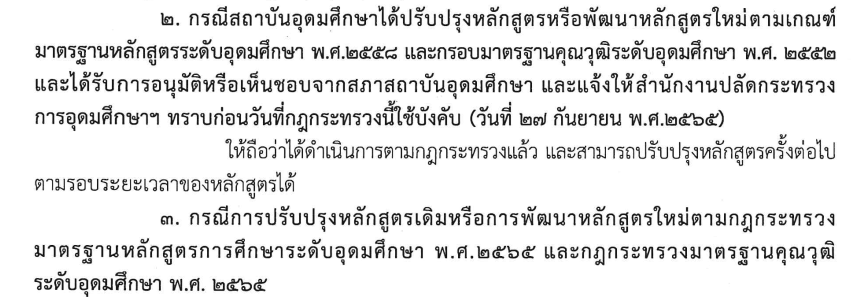 ๒. กรณีสถาบันอุดมศึกษาได้ปรับปรุงหลักสูตรหรือพัฒนาหลักสูตรใหม่ตามเกณฑ์
มาตรฐานหลักสูตรระดับอุดมศึกษา พ.ศ.๒๕๕๘ และกรอบมาตรฐานคุณวุฒิระดับอุดมศึกษา พ.ศ. ๒๕๕๒
และได้รับการอนุมัติหรือเห็นชอบจากสภาสถาบันอุดมศึกษา และแจ้งให้สำนักงานปลัดกระทรวง
การอุดมศึกษาฯ ทราบก่อนวันที่กฎกระทรวงนี้ใช้บังคับ (วันที่ ๒๗ กันยายน พ.ศ.๒๕๖๕)
ให้ถือว่าได้ดำเนินการตามกฎกระทรวงแล้ว และสามารถปรับปรุงหลักสูตรครั้งต่อไป
ตามรอบระยะเวลาของหลักสูตรได้
๓. กรณีการปรับปรุงหลักสูตรเดิมหรือการพัฒนาหลักสูตรใหม่ตามกฎกระทรวง
มาตรฐานหลักสูตรการศึกษาระดับอุดมศึกษา พ.ศ.๒๕๖๕ และกฎกระทรวงมาตรฐานคุณวุฒิ
ระดับอุดมศึกษา พ.ศ. ๒๕๖๕